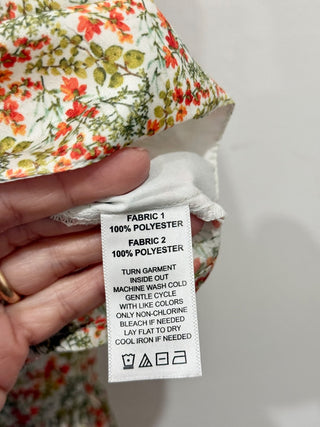 FABRIC 1
100% POLYESTER
FABRIC 2
100% POLYESTER
TURN GARMENT
INSIDE OUT
MACHINE WASH COLD
GENTLE CYCLE
WITH LIKE COLORS
ONLY NON-CHLORINE
BLEACH IF NEEDED
LAY FLAT TO DRY
COOL IRON IF NEEDED